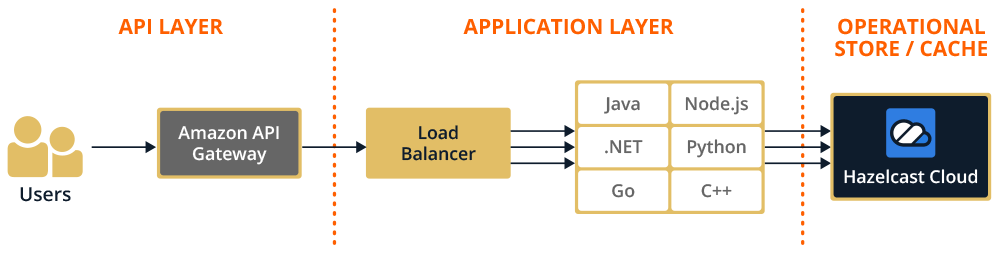 API LAYER
APPLICATION LAYER
OPERATIONAL
STORE / CACHE
Users
Amazon API
Gateway
Load
Balancer
Java
Node.js
.NET
Python
Go
C++
Hazelcast Cloud